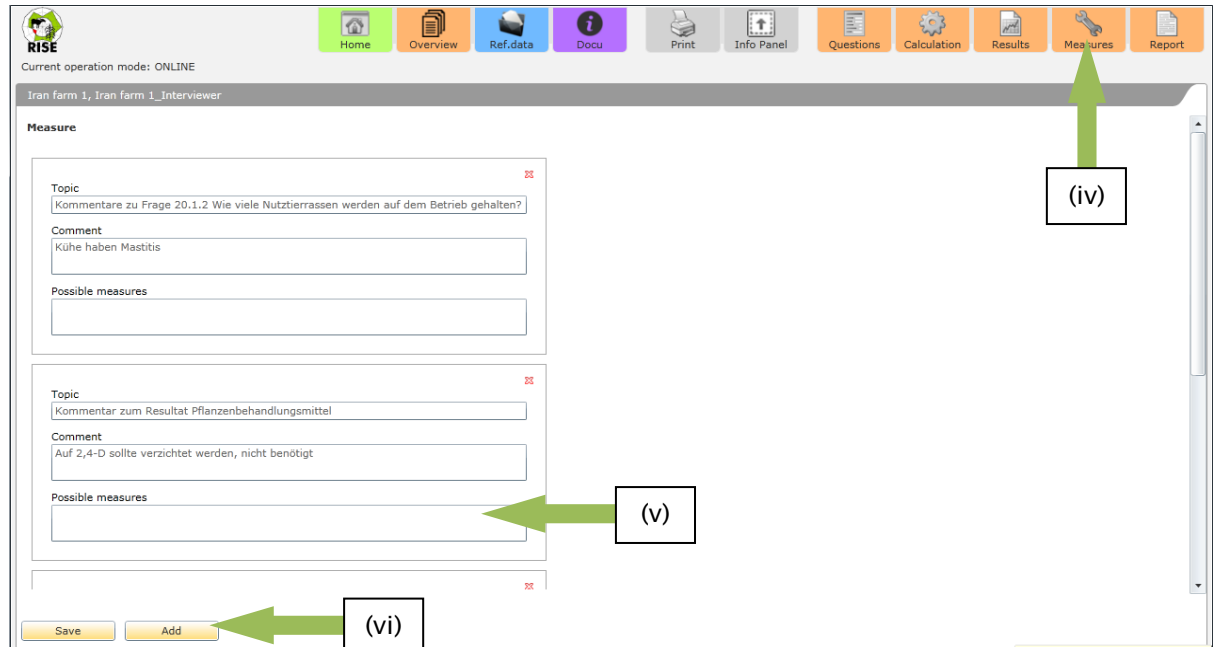 RISE
Home Overview Ref.data Docu Print Info Panel Questions Calculation Results Measures Report
Current operation mode: ONLINE
Iran farm 1, Iran farm 1_Interviewer
Measure
(iv)
Topic
Kommentare zu Frage 20.1.2 Wie viele Nutztierrassen werden auf dem Betrieb gehalten?
Comment
Kühe haben Mastitis
Possible measures
Topic
Kommentar zum Resultat Pflanzenbehandlungsmittel
Comment
Auf 2,4-D sollte verzichtet werden, nicht benötigt
Possible measures
(v)
Save Add
(vi)